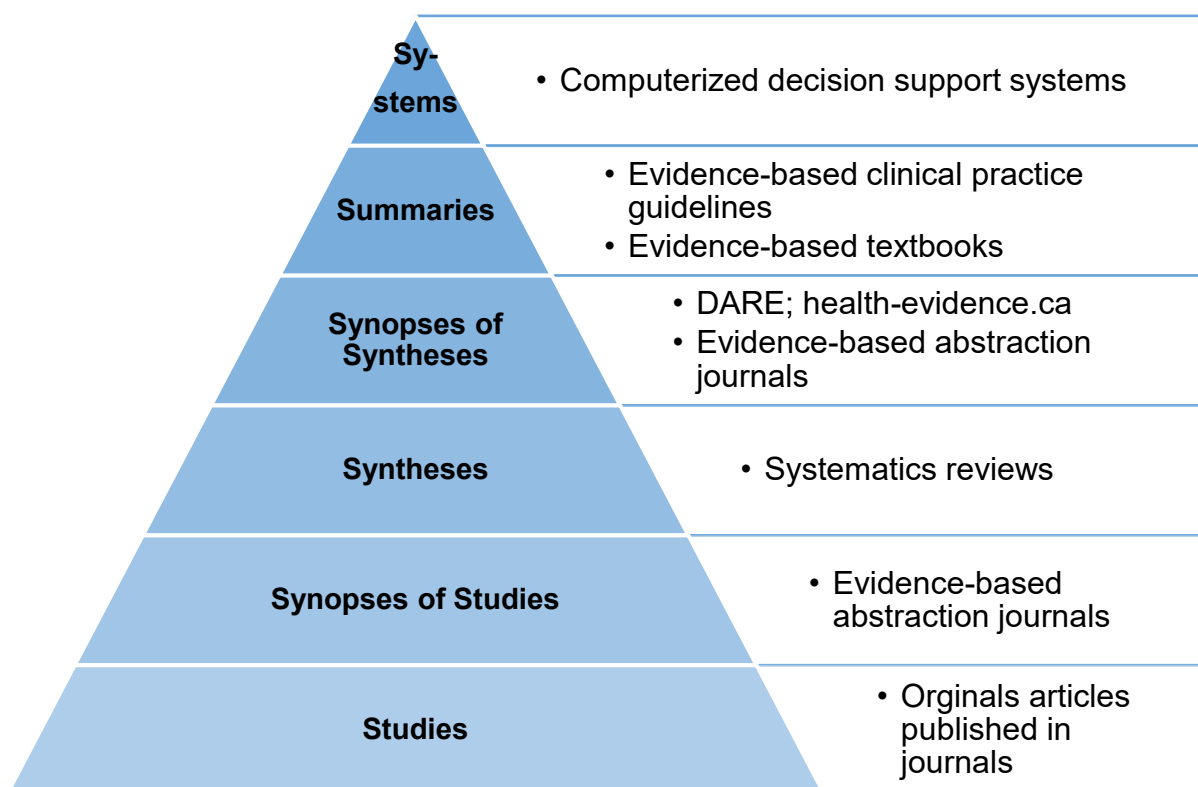 Sy-
stems
• Computerized decision support systems
Summaries
• Evidence-based clinical practice
guidelines
• Evidence-based textbooks
Synopses of
Syntheses
• DARE; health-evidence.ca
• Evidence-based abstraction
journals
Syntheses
• Systematics reviews
Synopses of Studies
• Evidence-based
abstraction journals
Studies
• Orginals articles
published in
journals